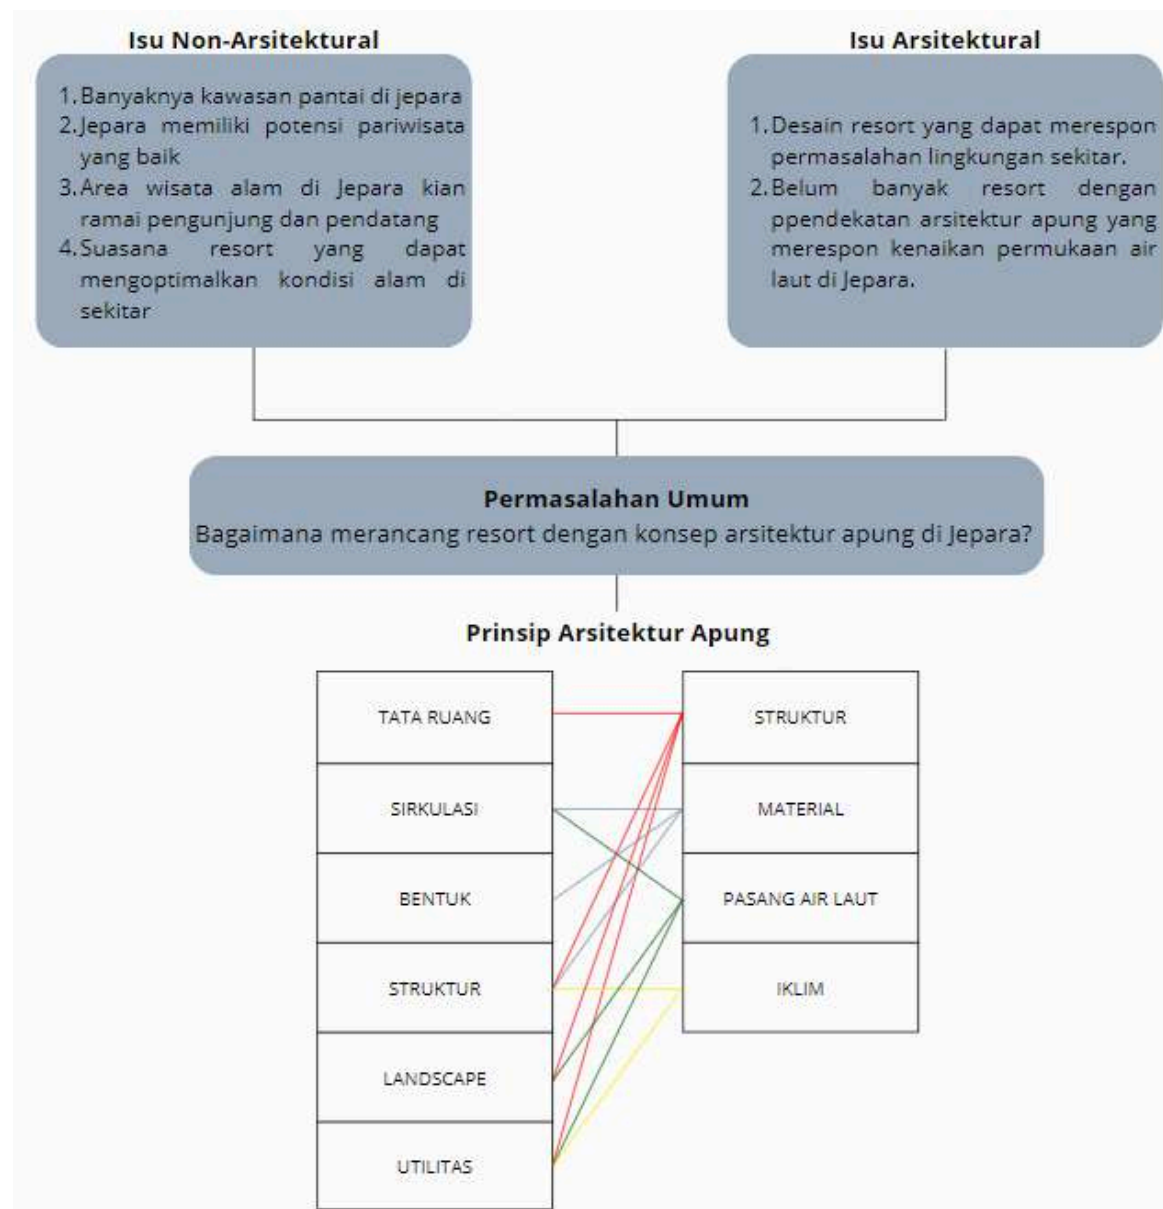 Isu Non-Arsitektural
1. Banyaknya kawasan pantai di jepara
2. Jepara memiliki potensi pariwisata
yang baik
3. Area wisata alam di Jepara kian
ramai pengunjung dan pendatang
4. Suasana resort yang dapat
mengoptimalkan kondisi alam di
sekitar
Isu Arsitektural
1. Desain resort yang dapat merespon
permasalahan lingkungan sekitar.
2. Belum banyak resort dengan
ppendekatan arsitektur apung yang
merespon kenaikan permukaan air
laut di Jepara.
Permasalahan Umum
Bagaimana merancang resort dengan konsep arsitektur apung di Jepara?
Prinsip Arsitektur Apung
TATA RUANG
SIRKULASI
BENTUK
STRUKTUR
LANDSCAPE
UTILITAS
STRUKTUR
MATERIAL
PASANG AIR LAUT
IKLIM